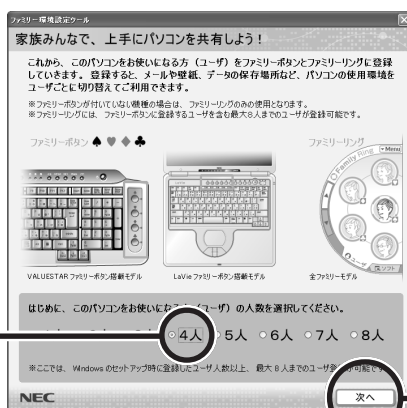 ファミリー環境設定ツール
家族みんなで、上手にパソコンを共有しよう！
これから、このパソコンをお使いになる方（ユーザ）をファミリーボタンとファミリーリングに登録
していきます。登録すると、メールや壁紙、データの保存場所など、パソコンの使用環境を
ユーザごとに切り替えてご利用できます。
※ファミリーボタンが付いていない機種の場合は、ファミリーリングのみの使用となります。
※ファミリーリングには、ファミリーボタンに登録するユーザを含む最大8人までのユーザが登録可能です。
ファミリーボタン ♠ ♥ ♦ ♣
ファミリーリング
Family Ring
Menu
VALUESTAR ファミリーボタン搭載モデル
LaVie ファミリーボタン搭載モデル
全ファミリーモデル
はじめに、このパソコンをお使いになる
（ユーザ）の人数を選択してください。
4人 5人 6人 7人 8人
※ここでは、Windows のセットアップ時に登録したユーザ人数以上、最大 8 人までのユーザ
可能です
NEC
次へ